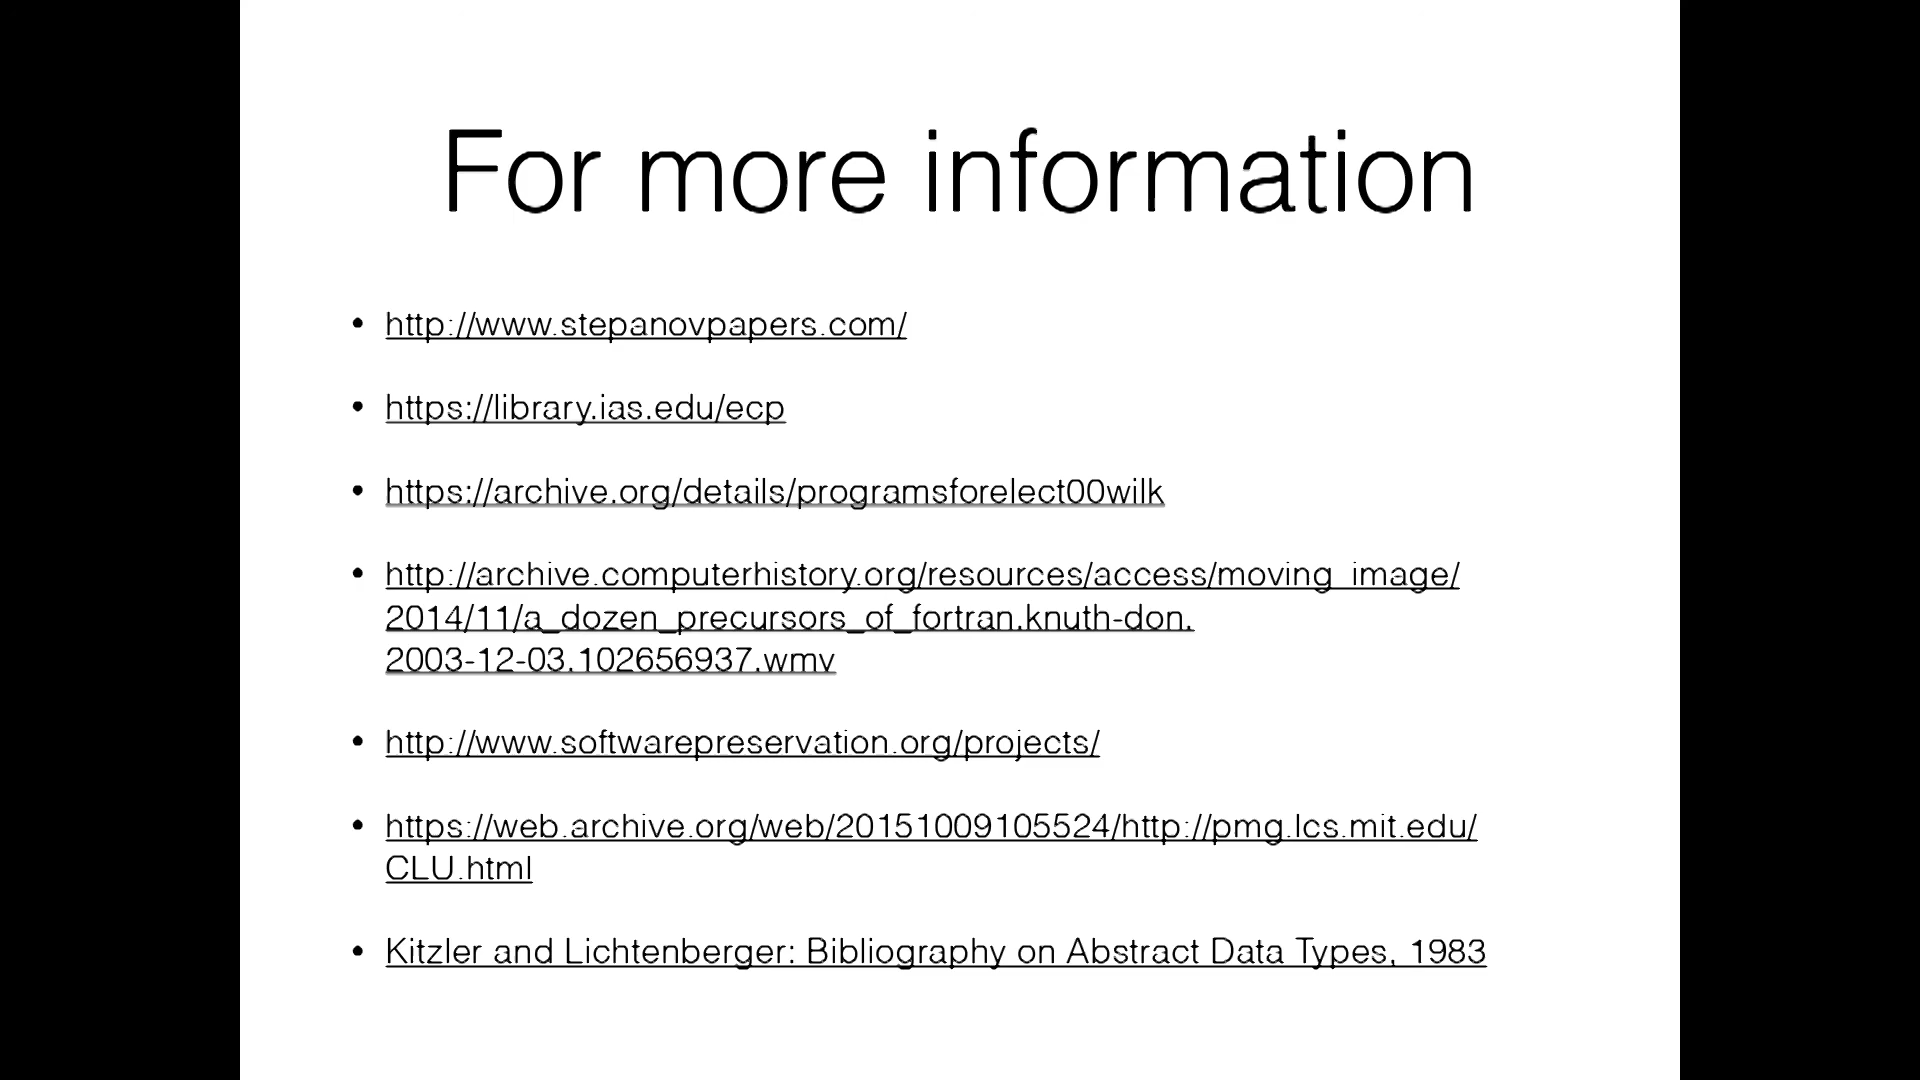 For more information
• http://www.stepanovpapers.com/
• https://library.ias.edu/ecp
• https://archive.org/details/programsforelect00wilk
• http://archive.computerhistory.org/resources/access/moving_image/
2014/11/a_dozen_precursors_of_fortran.knuth-don.
2003-12-03.102656937.wmv
• http://www.softwarepreservation.org/projects/
• https://web.archive.org/web/20151009105524/http://pmg.lcs.mit.edu/
CLU.html
• Kitzler and Lichtenberger: Bibliography on Abstract Data Types, 1983